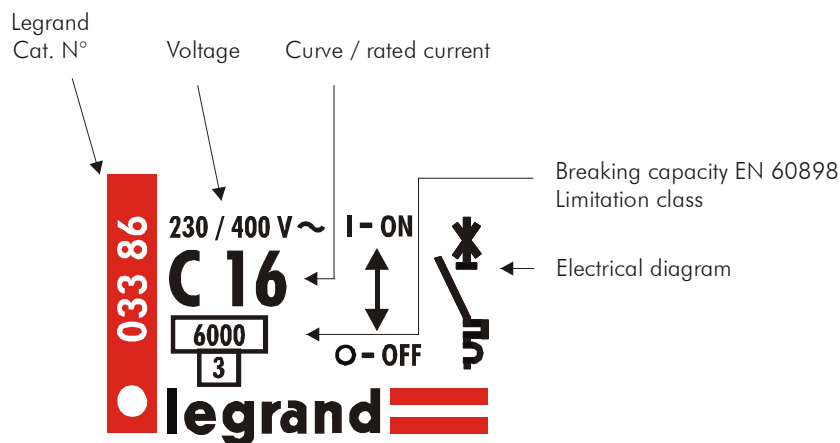 Legrand
Cat. N°
Voltage
Curve / rated current
Breaking capacity EN 60898
Limitation class
Electrical diagram
033 86
230 / 400 V ~
I - ON
C 16
6000
3
O - OFF
legrand